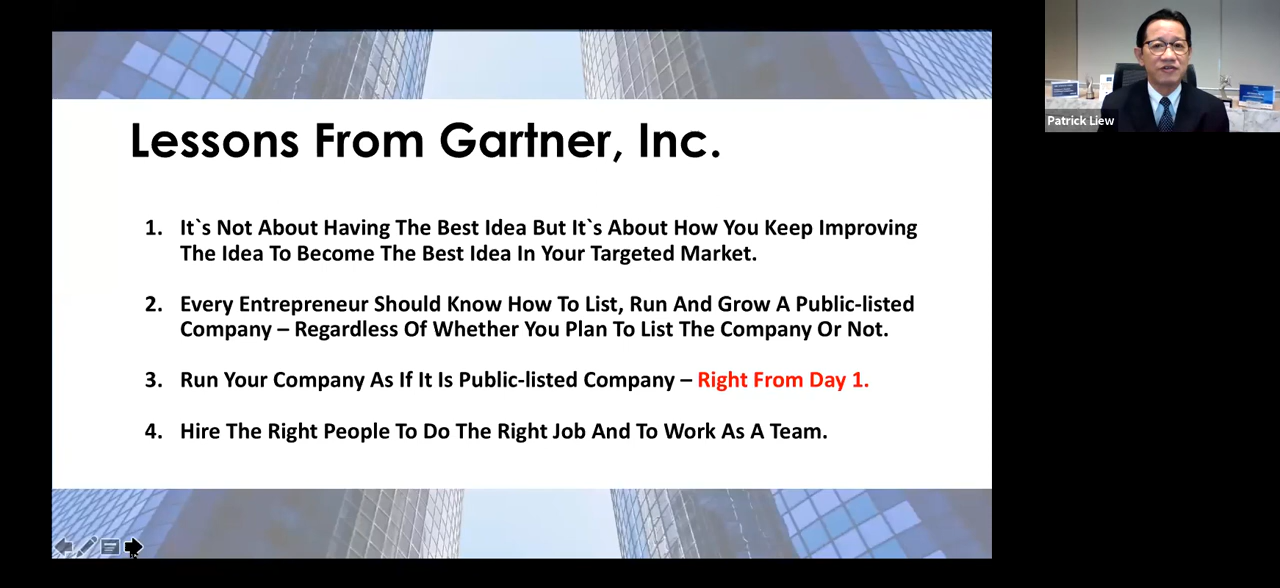 Lessons From Gartner, Inc.
1. It`s Not About Having The Best Idea But It`s About How You Keep Improving
The Idea To Become The Best Idea In Your Targeted Market.
2. Every Entrepreneur Should Know How To List, Run And Grow A Public-listed
Company – Regardless Of Whether You Plan To List The Company Or Not.
3. Run Your Company As If It Is Public-listed Company – Right From Day 1.
4. Hire The Right People To Do The Right Job And To Work As A Team.
Patrick Liew